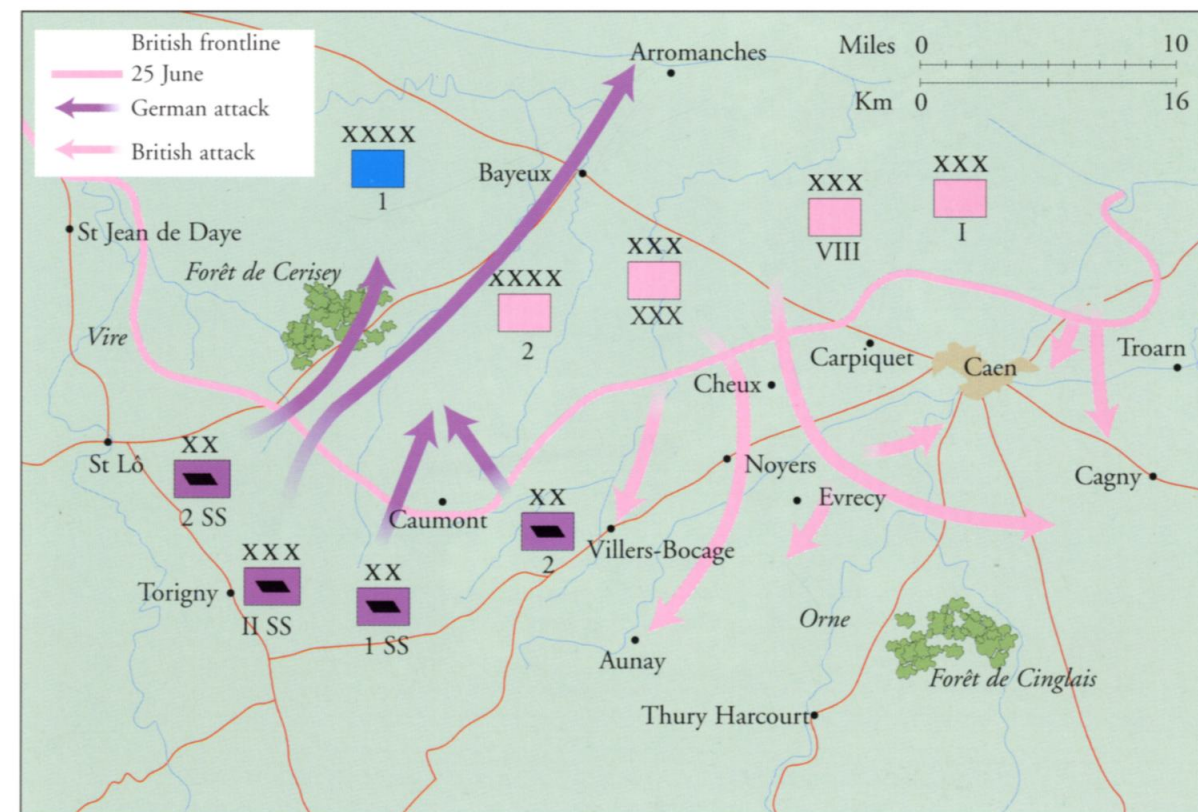 British frontline
25 June
German attack
British attack
Miles 0 10
Km 0 16
Arromanches
XXXX
1
Bayeux
XXX
VIII
XXX
I
St Jean de Daye
Forêt de Cerisey
XXXX
2
XXX
XXX
Vire
Carpiquet
Caen
Troarn
Cheux
St Lô
XX
2 SS
Noyers
Evrecy
Cagny
Caumont
XX
2
Villers-Bocage
XXX
II SS
XX
1 SS
Torigny
Orne
Aunay
Forêt de Cinglais
Thury Harcourt